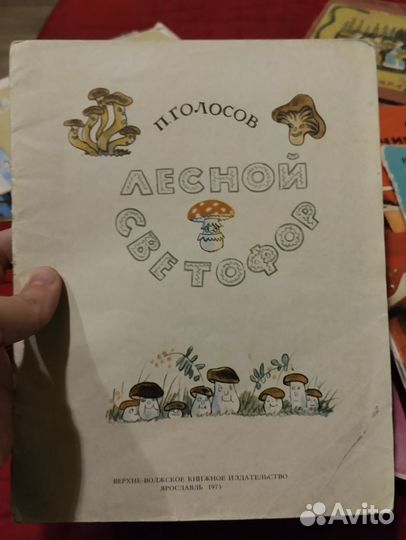 П. ГОЛОСОВ
ЛЕСНОЙ
СВЕТОФОР
ВЕРХНЕ-ВОЛЖСКОЕ КНИЖНОЕ ИЗДАТЕЛЬСТВО
ЯРОСЛАВЛЬ 1973
Avito